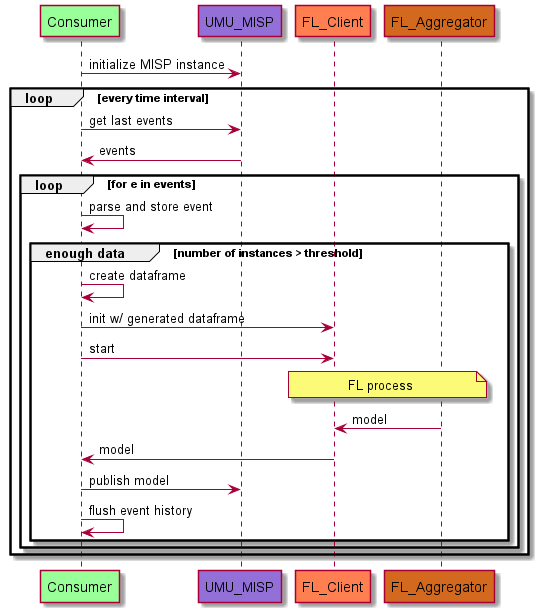 Consumer UMU_MISP FL_Client FL_Aggregator
initialize MISP instance
loop [every time interval]
get last events
events
loop [for e in events]
parse and store event
enough data [number of instances > threshold]
create dataframe
init w/ generated dataframe
start
FL process
model
model
publish model
flush event history
Consumer UMU_MISP FL_Client FL_Aggregator